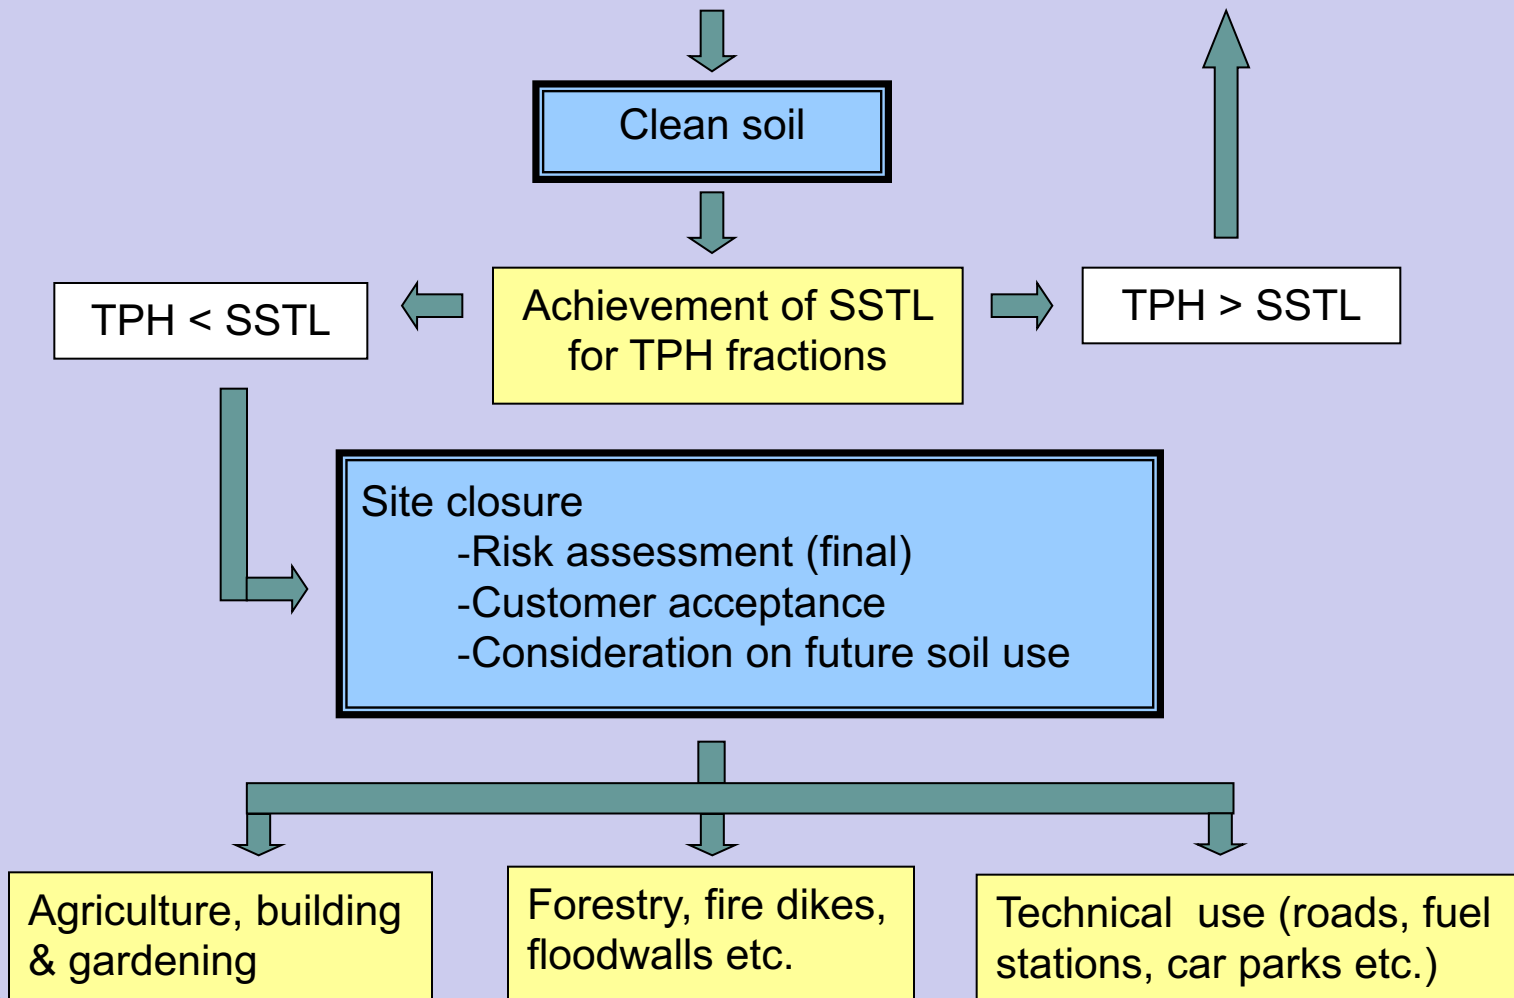 Clean soil
TPH < SSTL
Achievement of SSTL
for TPH fractions
TPH > SSTL
Site closure
-Risk assessment (final)
-Customer acceptance
-Consideration on future soil use
Agriculture, building
& gardening
Forestry, fire dikes,
floodwalls etc.
Technical  use (roads, fuel
stations, car parks etc.)